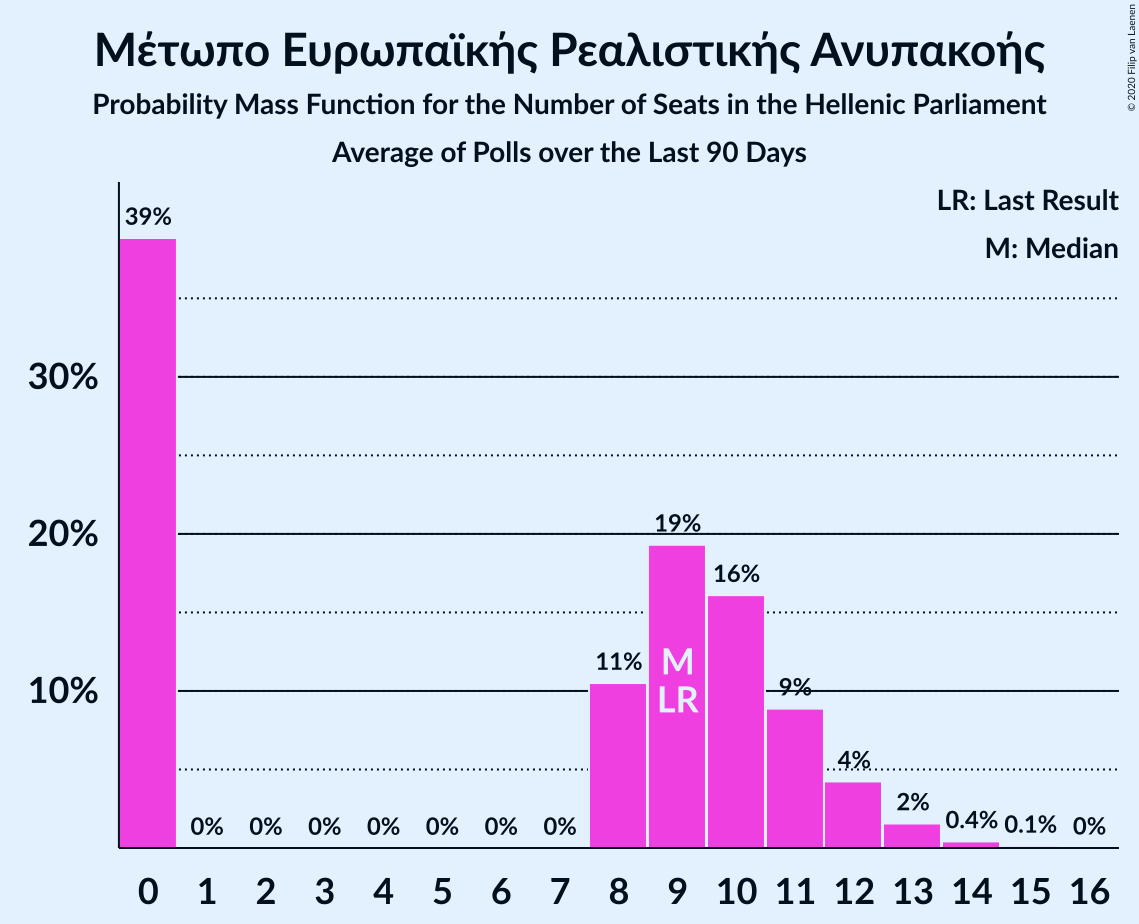 Μέτωπο Ευρωπαϊκής Ρεαλιστικής Ανυπακοής
Probability Mass Function for the Number of Seats in the Hellenic Parliament
Average of Polls over the Last 90 Days
© 2020 Filip van Laenen
LR: Last Result
M: Median
39%
30%
20%
10%
0%
0%
0%
0%
0%
0%
0%
11%
19%
M
LR
16%
9%
4%
2%
0.4%
0.1%
0%
0 1 2 3 4 5 6 7 8 9 10 11 12 13 14 15 16